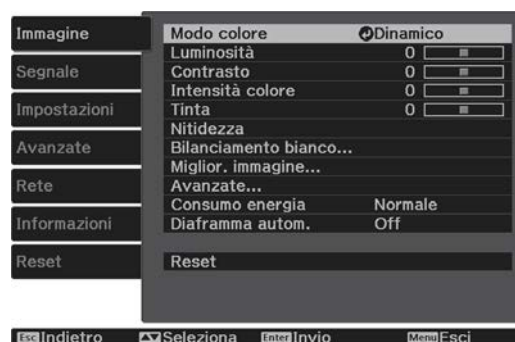 Immagine
Segnale
Impostazioni
Avanzate
Rete
Informazioni
Reset
Modo colore Dinamico
Luminosità 0
Contrasto 0
Intensità colore 0
Tinta 0
Nitidezza
Bilanciamento bianco...
Miglior. immagine...
Avanzate...
Consumo energia Normale
Diaframma autom. Off
Reset
Esc Indietro Seleziona Enter Invio Menu Esci